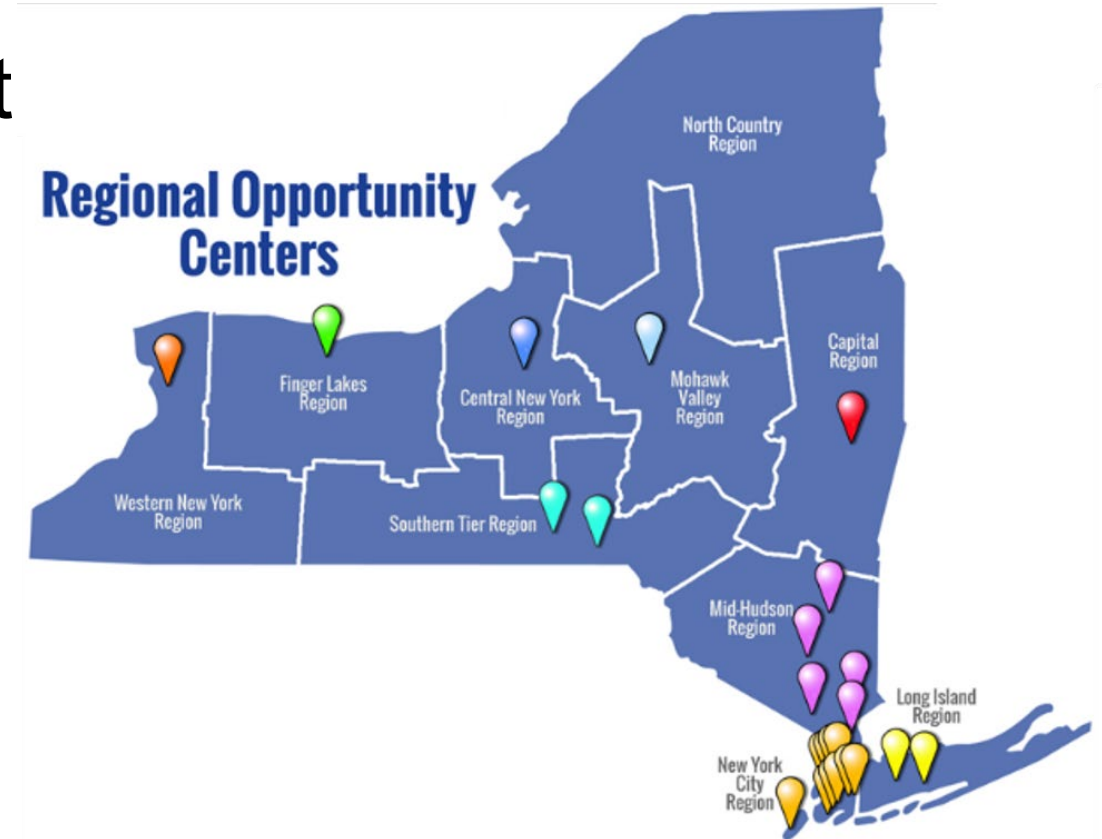 t
Regional Opportunity
Centers
North Country
Region
Capital
Region
Finger Lakes
Region
Central New York
Region
Mohawk
Valley
Region
Western New York
Region
Southern Tier Region
Mid-Hudson
Region
Long Island
Region
New York
City
Region